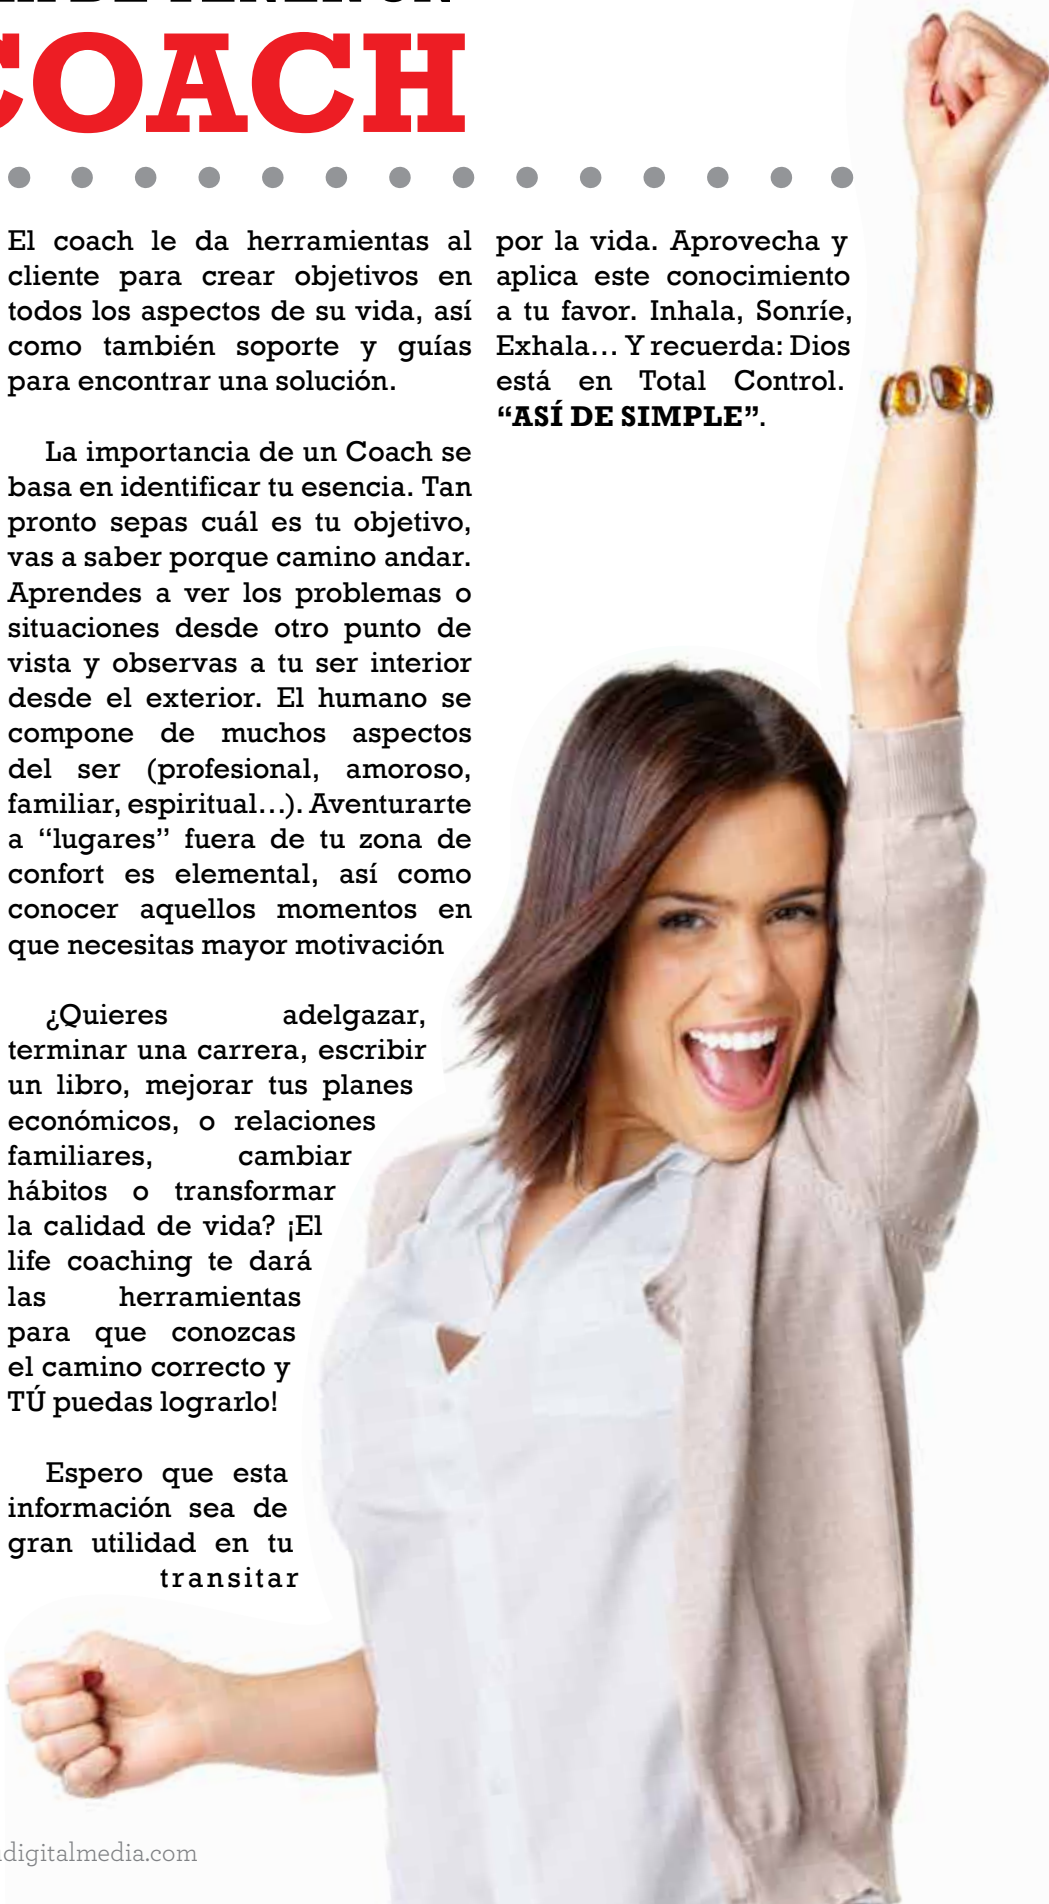 DE TENER UN
COACH
El coach le da herramientas al
cliente para crear objetivos en
todos los aspectos de su vida, así
como también soporte y guías
para encontrar una solución.
La importancia de un Coach se
basa en identificar tu esencia. Tan
pronto sepas cuál es tu objetivo,
vas a saber porque camino andar.
Aprendes a ver los problemas o
situaciones desde otro punto de
vista y observas a tu ser interior
desde el exterior. El humano se
compone de muchos aspectos
del ser (profesional, amoroso,
familiar, espiritual...). Aventurarte
a “lugares” fuera de tu zona de
confort es elemental, así como
conocer aquellos momentos en
que necesitas mayor motivación
¿Quieres adelgazar,
terminar una carrera, escribir
un libro, mejorar tus planes
económicos, o relaciones
familiares, cambiar
hábitos o transformar
la calidad de vida? ¡El
life coaching te dará
las herramientas
para que conozcas
el camino correcto y
TÚ puedas lograrlo!
Espero que esta
información sea de
gran utilidad en tu
transitar
por la vida. Aprovecha y
aplica este conocimiento
a tu favor. Inhala, Sonríe,
Exhala... Y recuerda: Dios
está en Total Control.
“ASÍ DE SIMPLE”.
digitalmedia.com